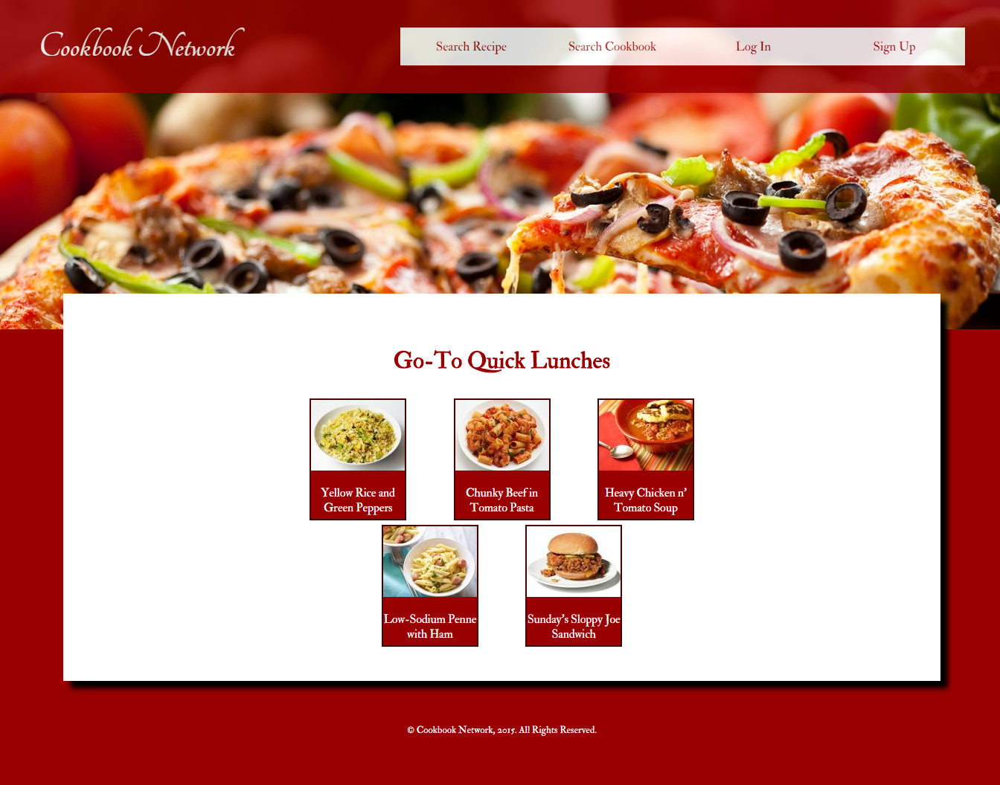 Cookbook Network
Search Recipe
Search Cookbook
Log In
Sign Up
Go-To Quick Lunches
Yellow Rice and
Green Peppers
Chunky Beef in
Tomato Pasta
Heavy Chicken n'
Tomato Soup
Low-Sodium Penne
with Ham
Sunday's Sloppy Joe
Sandwich
© Cookbook Network, 2015. All Rights Reserved.